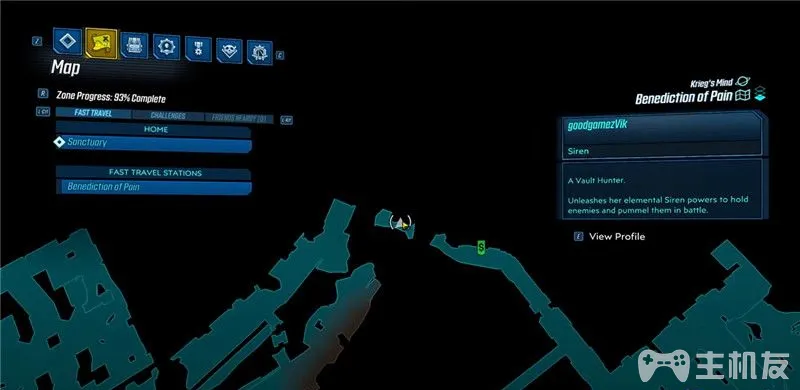 Map
R Zone Progress: 93% Complete
FAST TRAVEL CHALLENGES FRIENDS NEARBY (0)
HOME
Sanctuary
FAST TRAVEL STATIONS
Benediction of Pain
Krieg's Mind
Benediction of Pain
goodgamezVik
Siren
A Vault Hunter.
Unleashes her elemental Siren powers to hold
enemies and pummel them in battle.
E View Profile
$
主机友